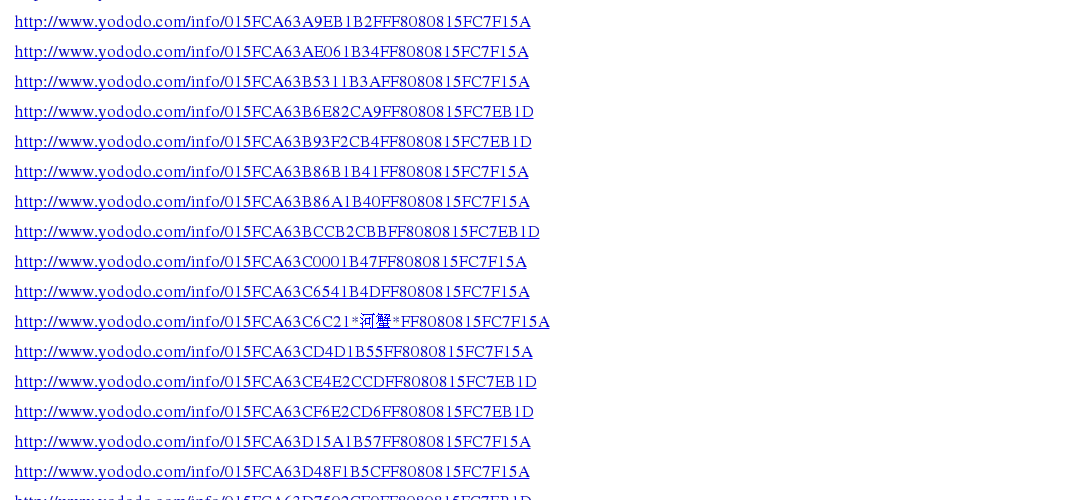 http://www.yododo.com/info/015FCA63A9EB1B2FFF8080815FC7F15A
http://www.yododo.com/info/015FCA63AE061B34FF8080815FC7F15A
http://www.yododo.com/info/015FCA63B5311B3AFF8080815FC7F15A
http://www.yododo.com/info/015FCA63B6E82CA9FF8080815FC7EB1D
http://www.yododo.com/info/015FCA63B93F2CB4FF8080815FC7EB1D
http://www.yododo.com/info/015FCA63B86B1B41FF8080815FC7F15A
http://www.yododo.com/info/015FCA63B86A1B40FF8080815FC7F15A
http://www.yododo.com/info/015FCA63BCCB2CBBFF8080815FC7EB1D
http://www.yododo.com/info/015FCA63C0001B47FF8080815FC7F15A
http://www.yododo.com/info/015FCA63C6541B4DFF8080815FC7F15A
http://www.yododo.com/info/015FCA63C6C21*河蟹*FF8080815FC7F15A
http://www.yododo.com/info/015FCA63CD4D1B55FF8080815FC7F15A
http://www.yododo.com/info/015FCA63CE4E2CCDFF8080815FC7EB1D
http://www.yododo.com/info/015FCA63CF6E2CD6FF8080815FC7EB1D
http://www.yododo.com/info/015FCA63D15A1B57FF8080815FC7F15A
http://www.yododo.com/info/015FCA63D48F1B5CFF8080815FC7F15A